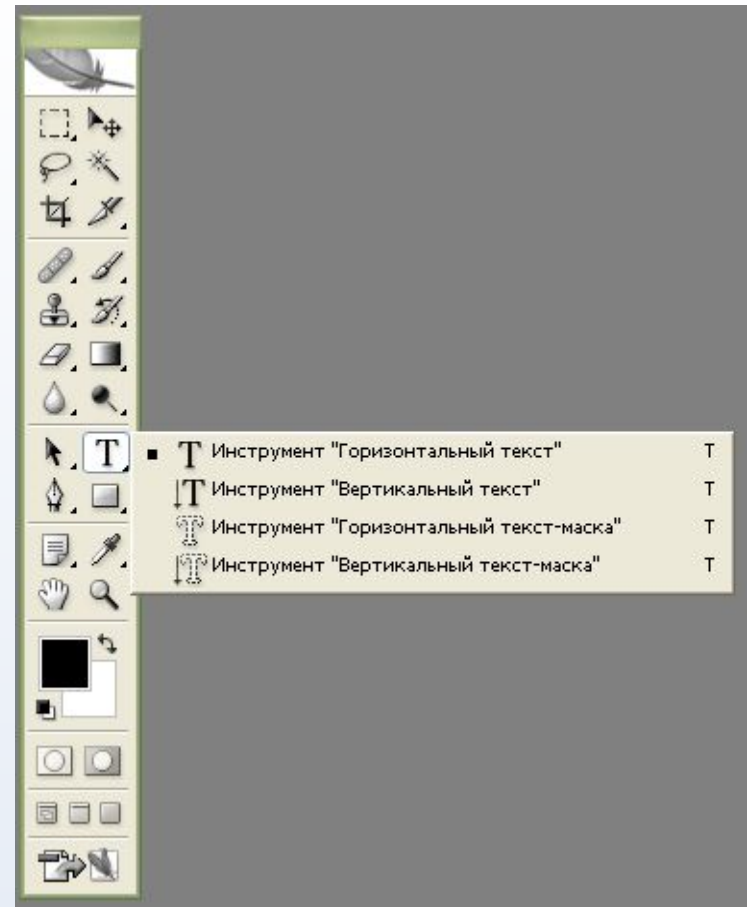 Инструмент "Горизонтальный текст" T
Инструмент "Вертикальный текст" T
Инструмент "Горизонтальный текст-маска" T
Инструмент "Вертикальный текст-маска" T